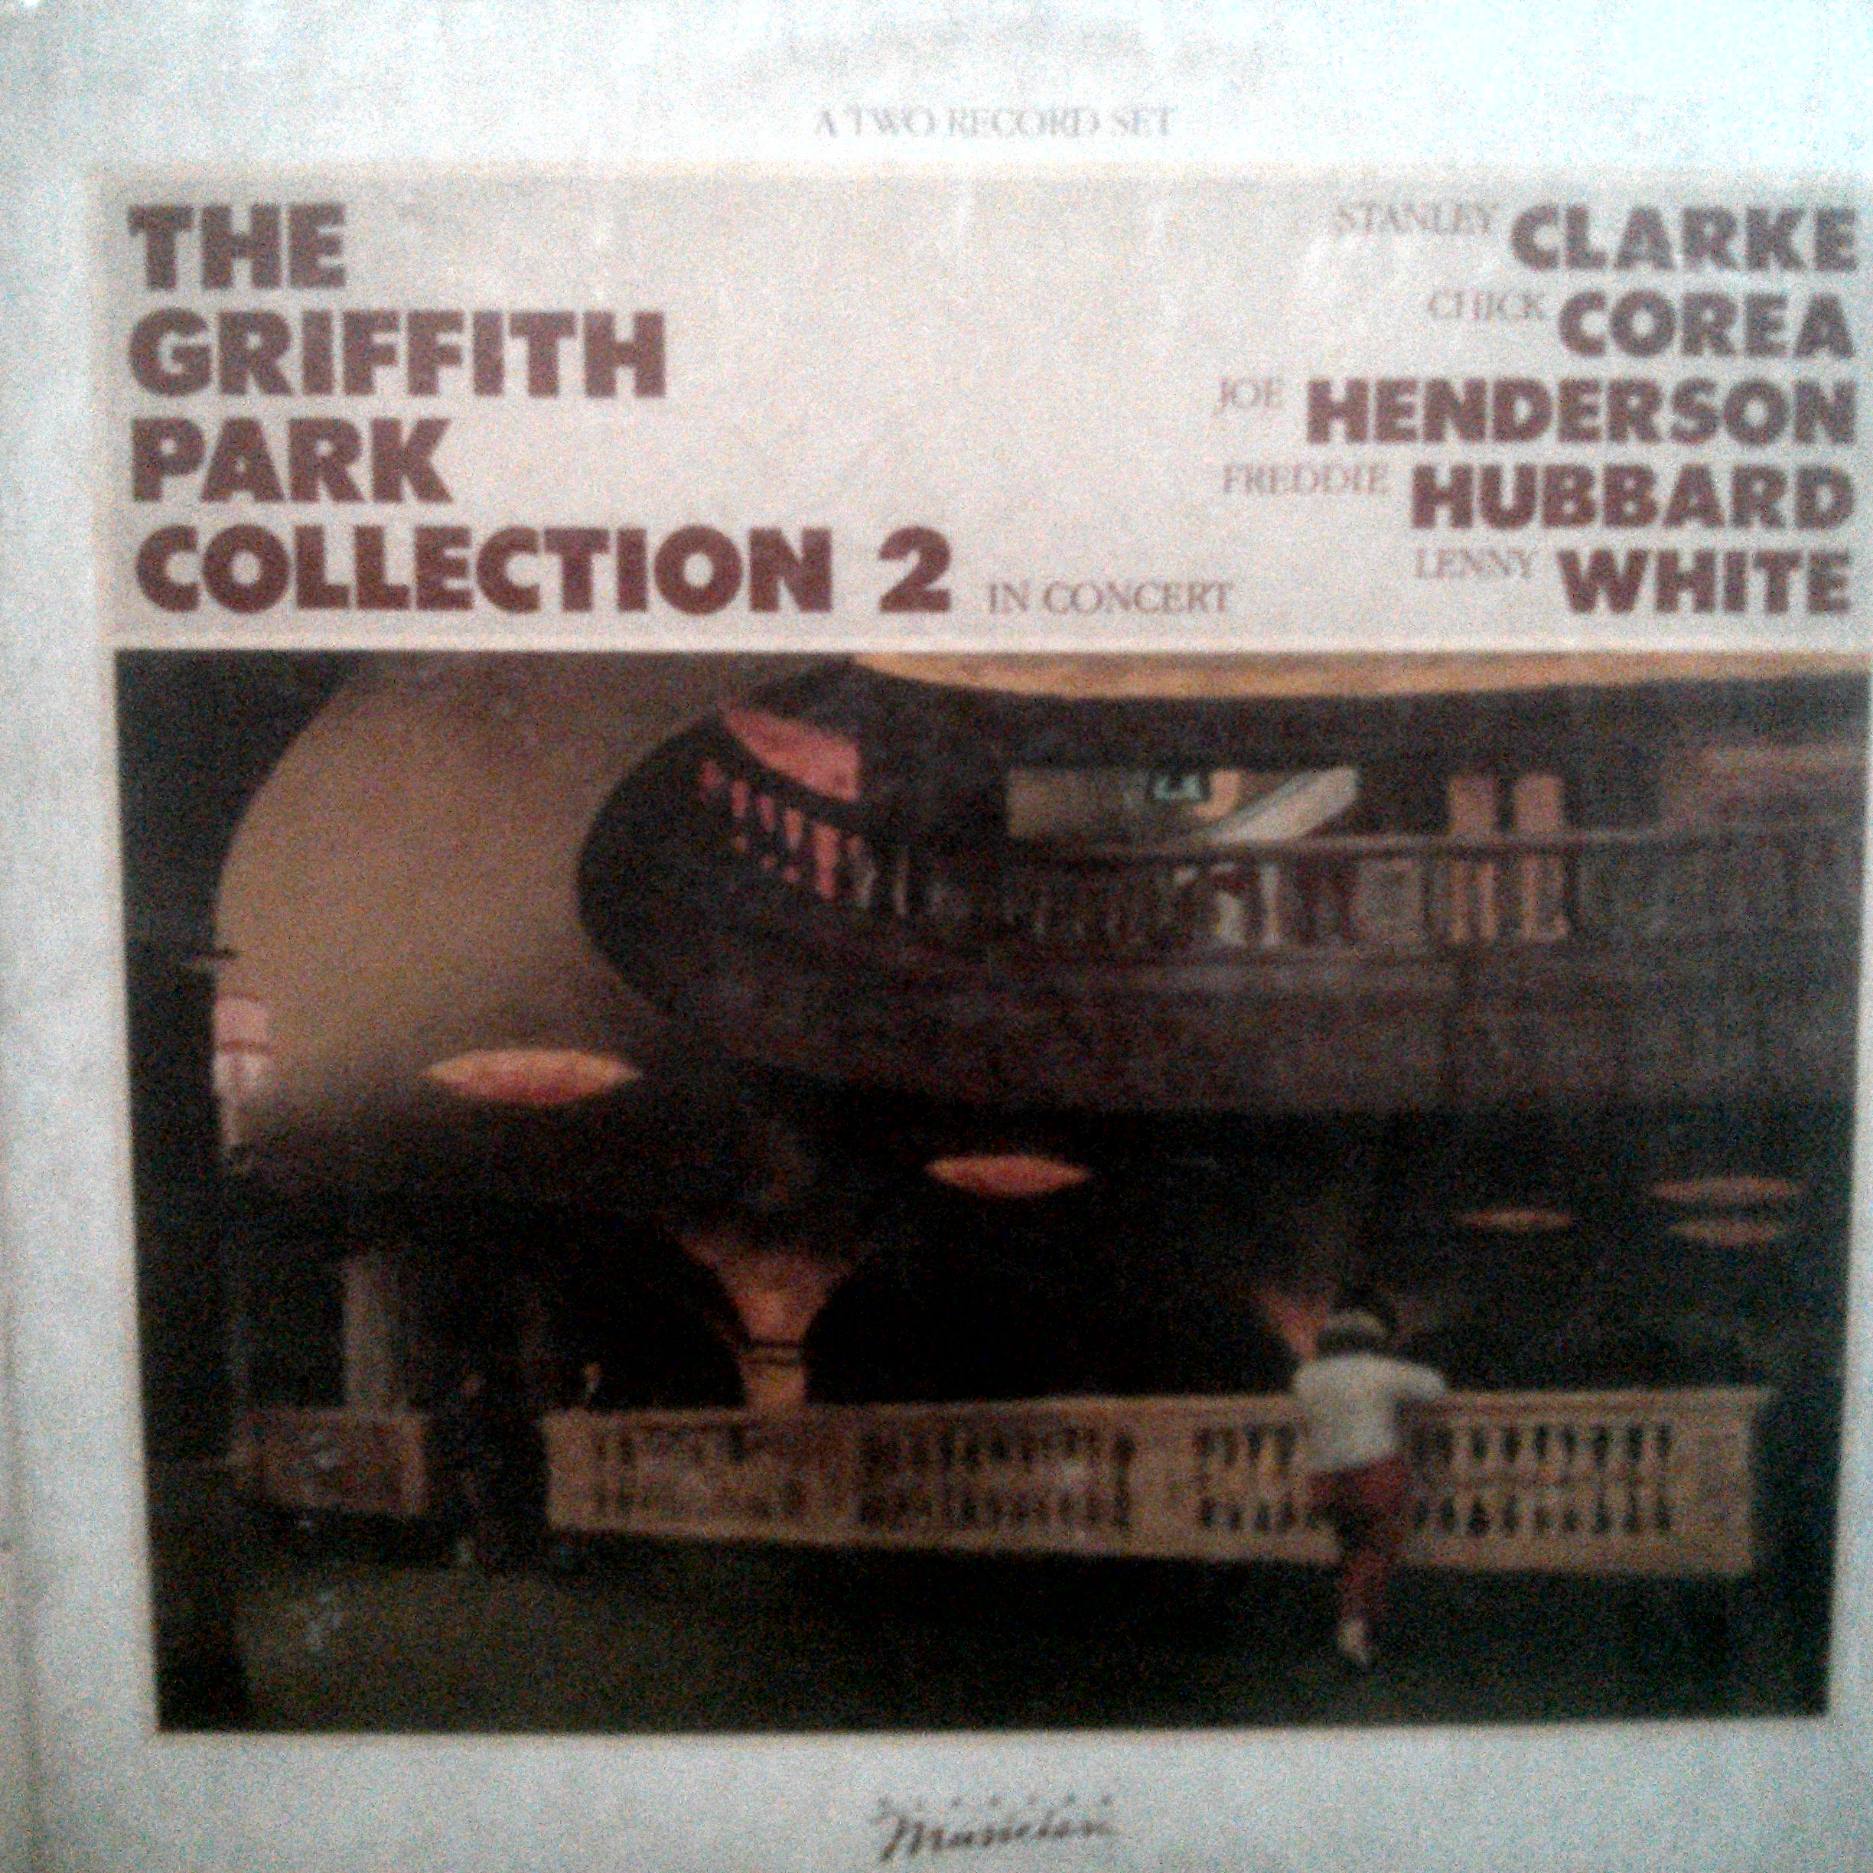 A TWO RECORD SET
THE
GRIFFITH
PARK
COLLECTION 2 IN CONCERT
STANLEY CLARKE
CHICK COREA
JOE HENDERSON
FREDDIE HUBBARD
LENNY WHITE
Musician